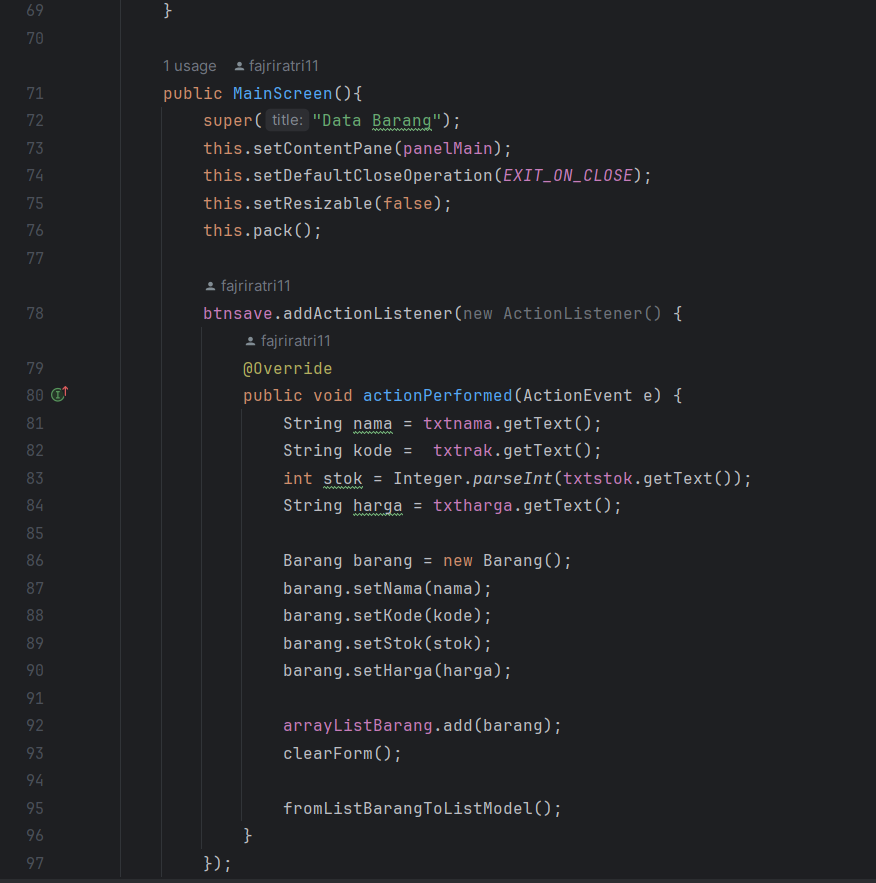 69 }
70
1 usage fajriratri11
71 public MainScreen(){
72 super( title: "Data Barang");
73 this.setContentPane(panelMain);
74 this.setDefaultCloseOperation(EXIT_ON_CLOSE);
75 this.setResizable(false);
76 this.pack();
77
fajriratri11
78 btnsave.addActionListener(new ActionListener() {
fajriratri11
79 @Override
80 public void actionPerformed(ActionEvent e) {
81 String nama = txtnama.getText();
82 String kode =  txtrak.getText();
83 int stok = Integer.parseInt(txtstok.getText());
84 String harga = txtharga.getText();
85
86 Barang barang = new Barang();
87 barang.setNama(nama);
88 barang.setKode(kode);
89 barang.setStok(stok);
90 barang.setHarga(harga);
91
92 arrayListBarang.add(barang);
93 clearForm();
94
95 fromListBarangToListModel();
96 }
97 });